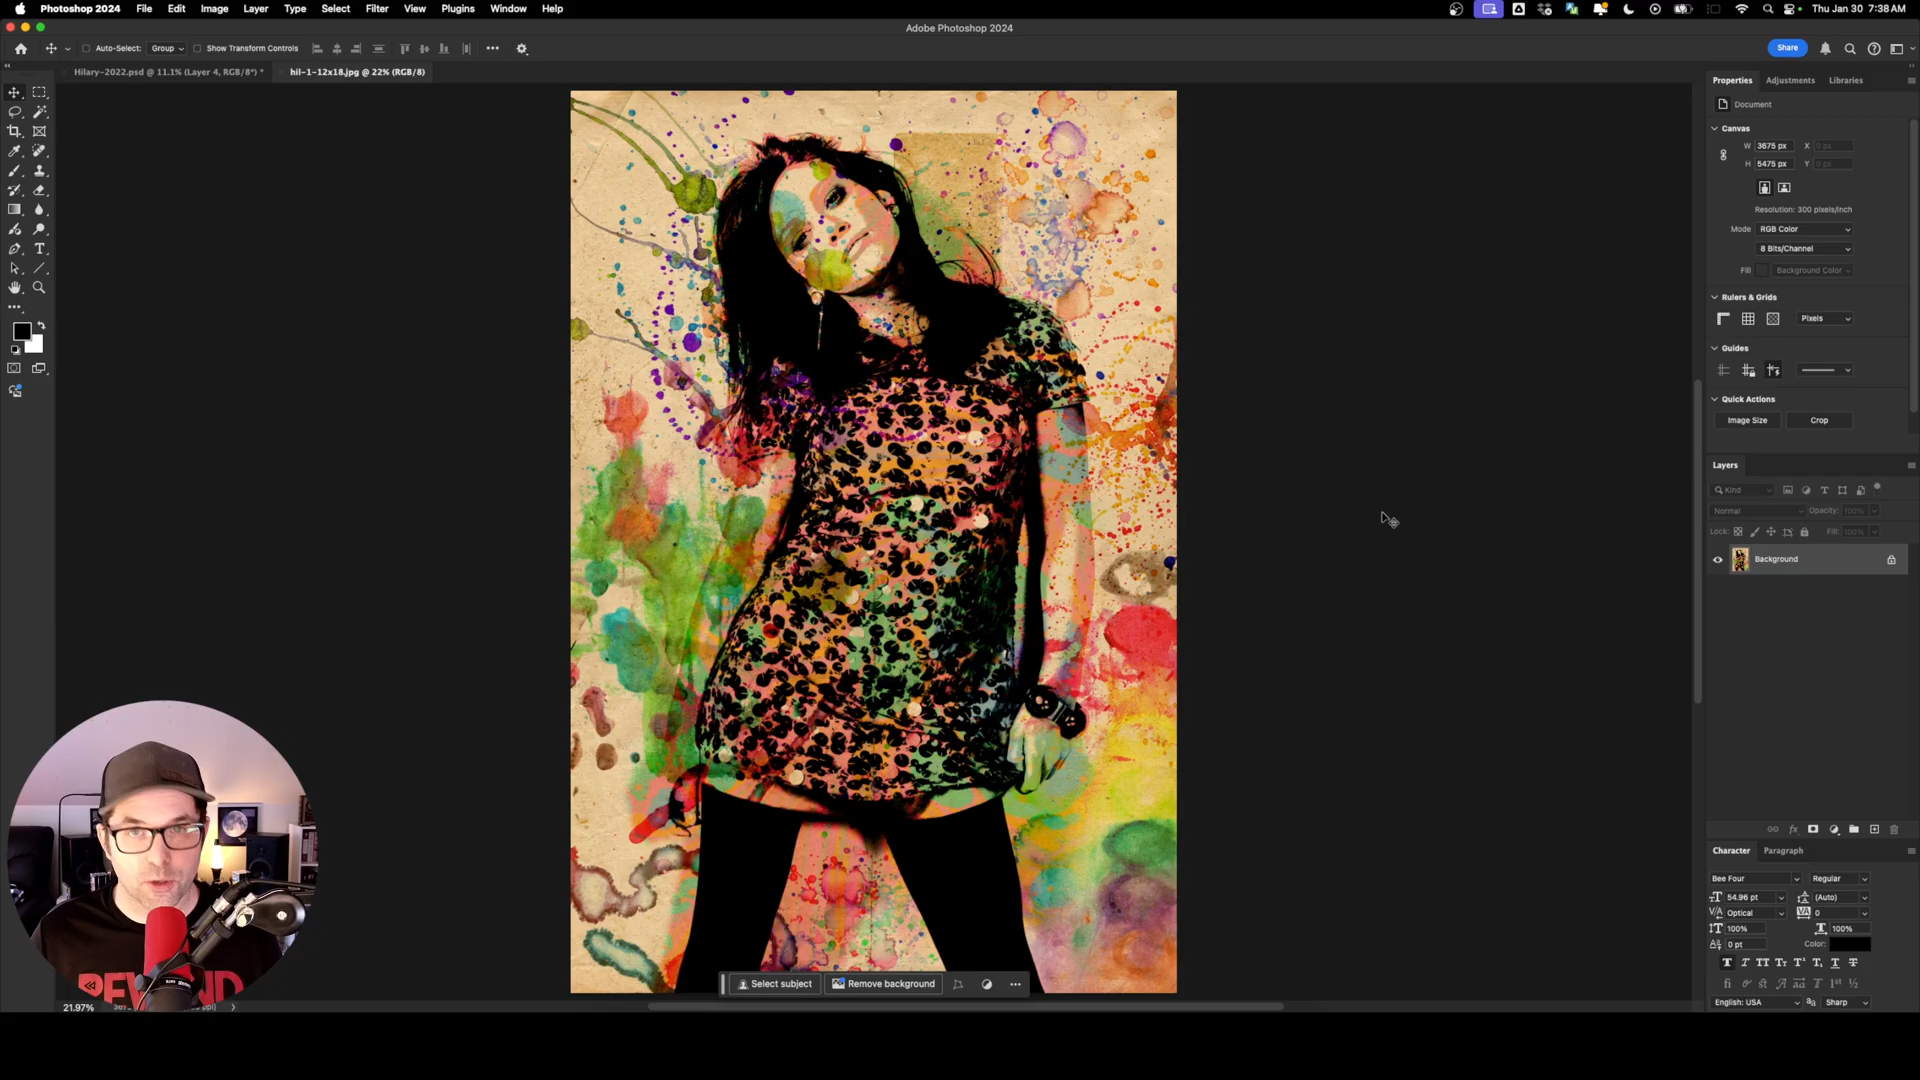 Photoshop 2024 File Edit Image Layer Type Select Filter View Plugins Window Help Thu Jan 30 7:38 AM
Adobe Photoshop 2024
Auto-Select: Group Show Transform Controls Share
Hilary-2022.psd @ 11.1% (Layer 4, RGB/8*) * hil-1-12x18.jpg @ 22% (RGB/8)
Properties Adjustments Libraries
Document
Canvas
W 3675 px X 0 px
H 5475 px Y 0 px
Resolution: 300 pixels/inch
Mode RGB Color
8 Bits/Channel
Fill Background Color
Rulers & Grids
Pixels
Guides
Quick Actions
Image Size Crop
Layers
Kind
Normal Opacity: 100%
Lock: Fill: 100%
Background
Character Paragraph
Bee Four Regular
54.96 pt (Auto)
Optical 0
100% 100%
0 pt Color:
English: USA Sharp
Select subject Remove background
21.97%